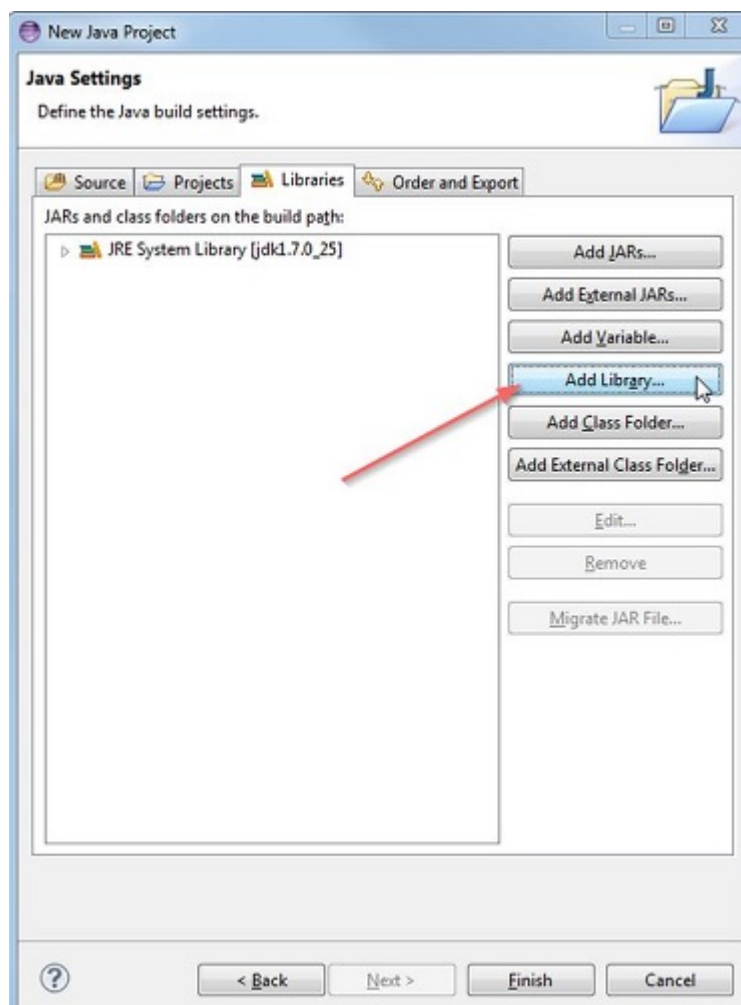 New Java Project
Java Settings
Define the Java build settings.
Source Projects Libraries Order and Export
JARs and class folders on the build path:
JRE System Library [jdk1.7.0_25]
Add JARs...
Add External JARs...
Add Variable...
Add Library...
Add Class Folder...
Add External Class Folder...
Edit...
Remove
Migrate JAR File...
? < Back Next > Finish Cancel